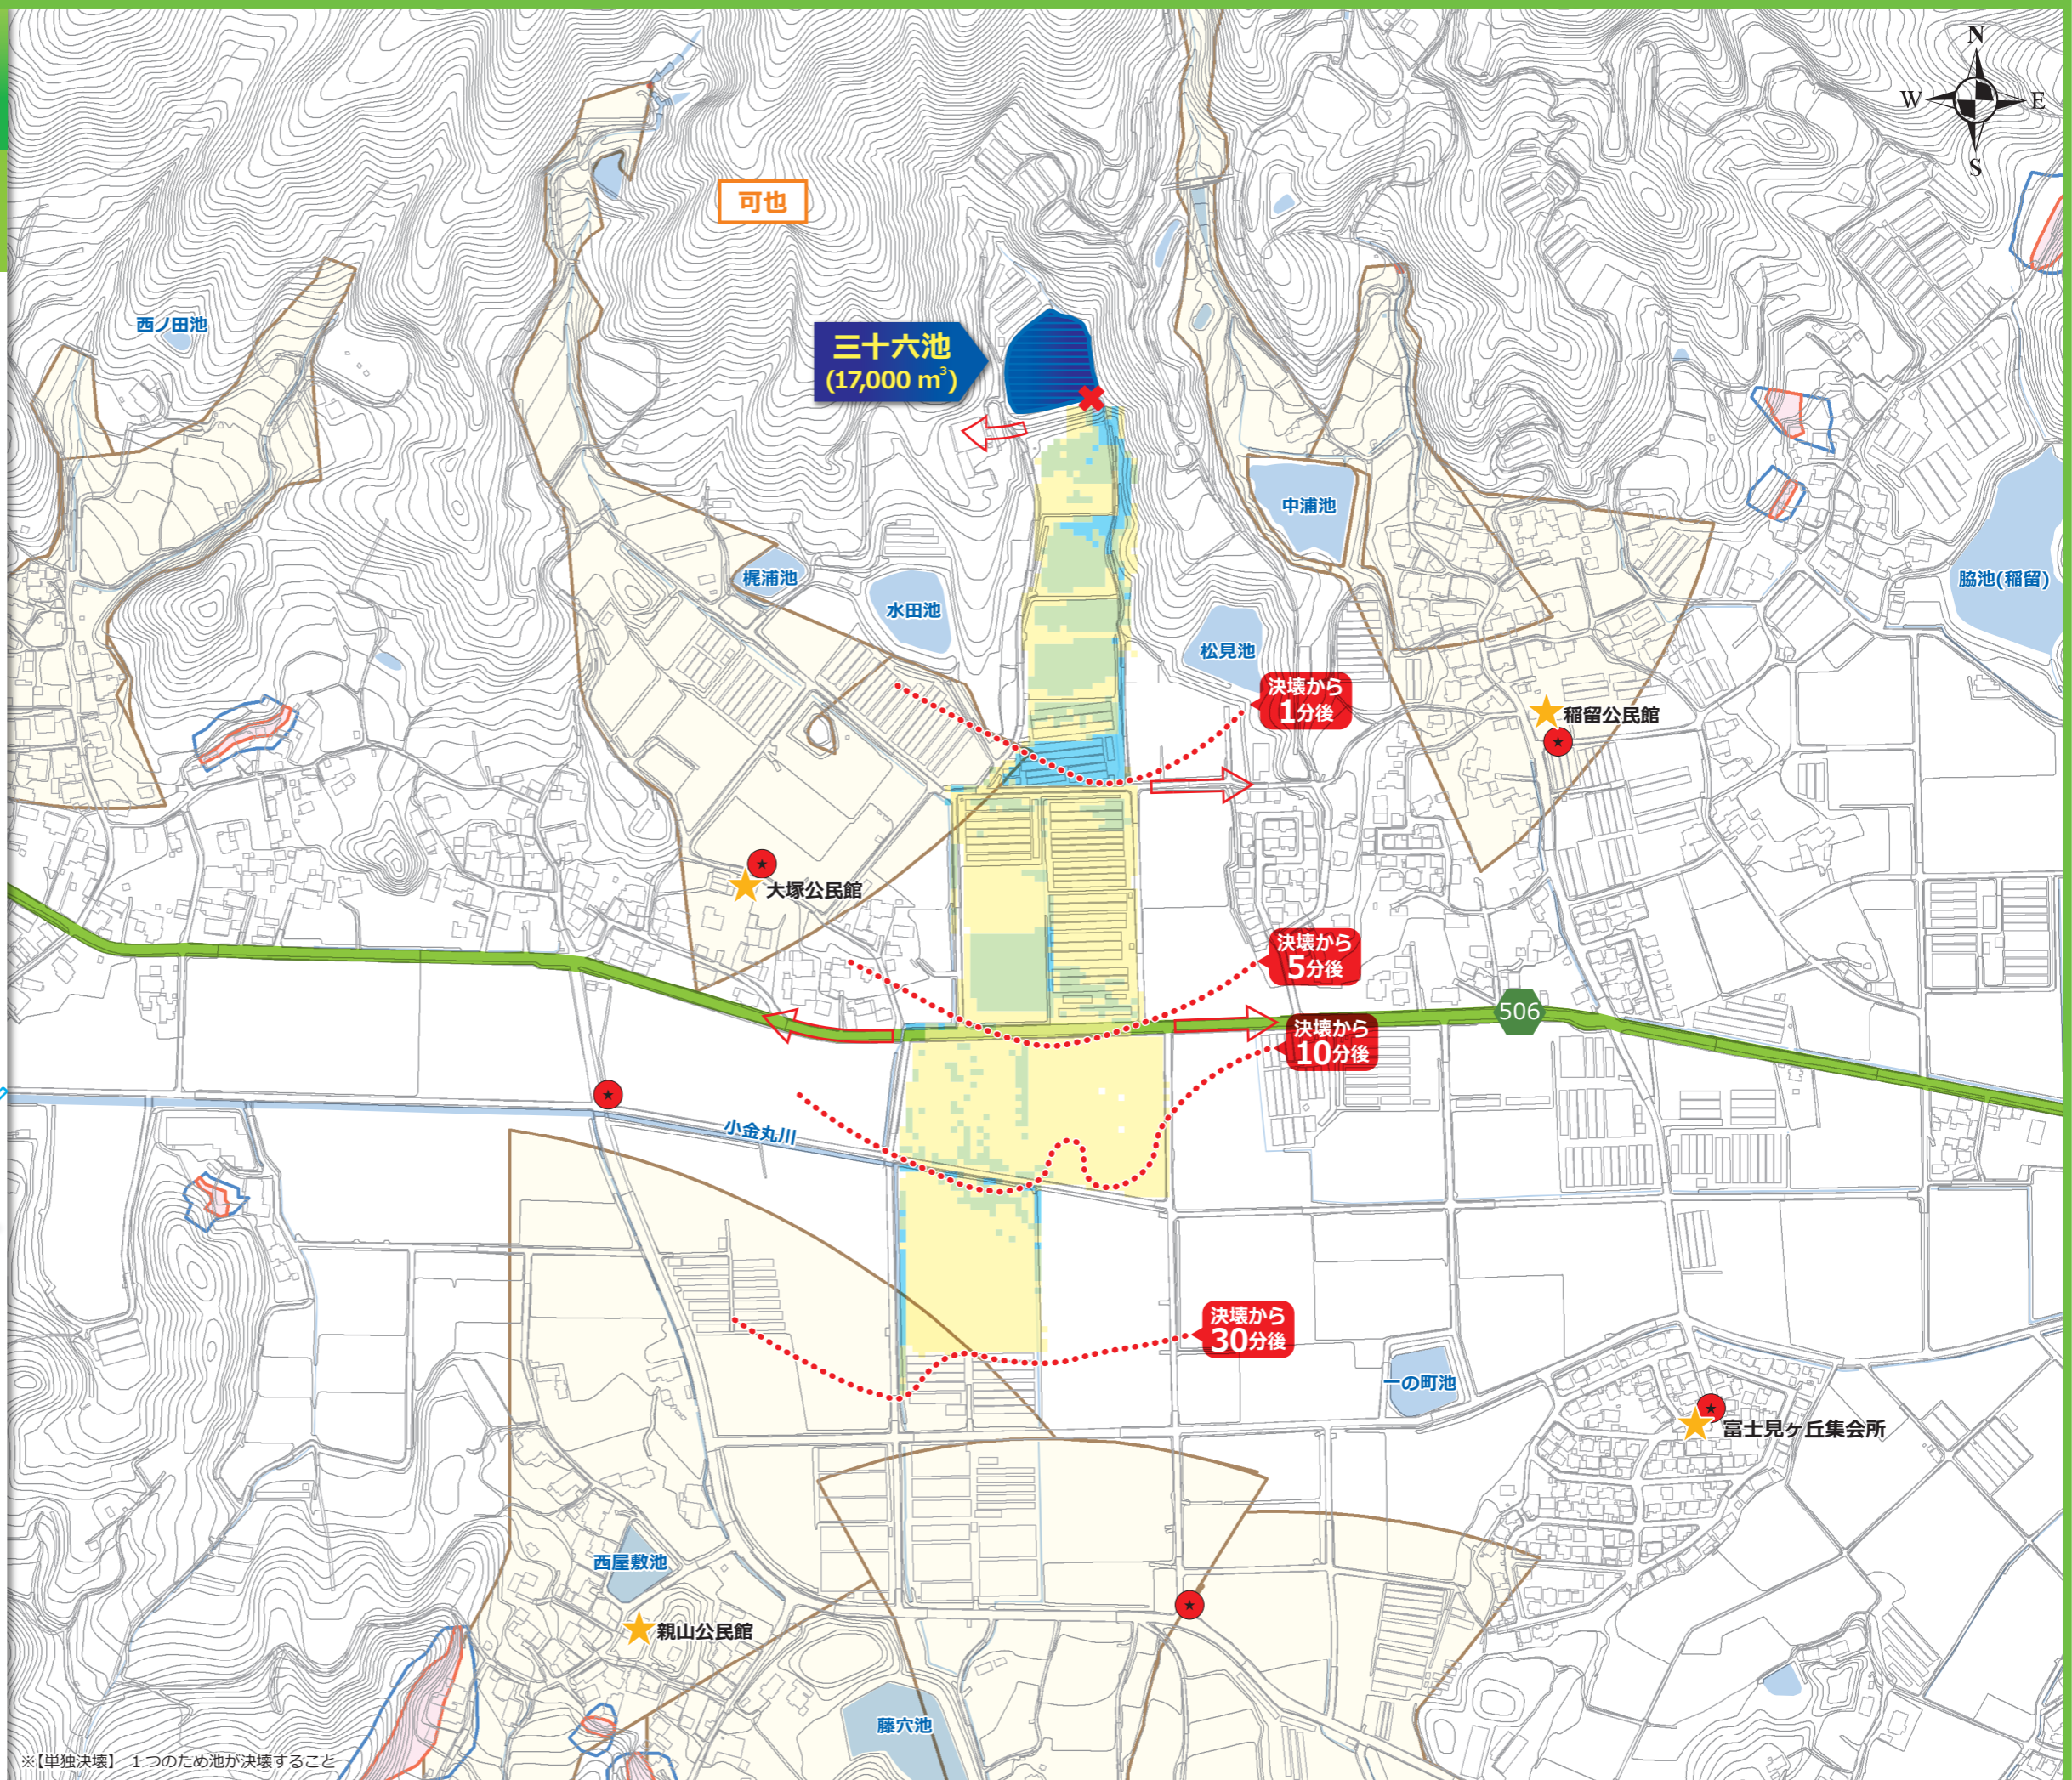 N
W
E
S
可也
西ノ田池
三十六池
(17,000 m³)
中浦池
梶浦池
脇池(稲留)
水田池
松見池
決壊から
1分後
稲留公民館
大塚公民館
決壊から
5分後
506
決壊から
10分後
小金丸川
決壊から
30分後
一の町池
富士見ヶ丘集会所
西屋敷池
親山公民館
藤穴池
※【単独決壊】 1つのため池が決壊すること